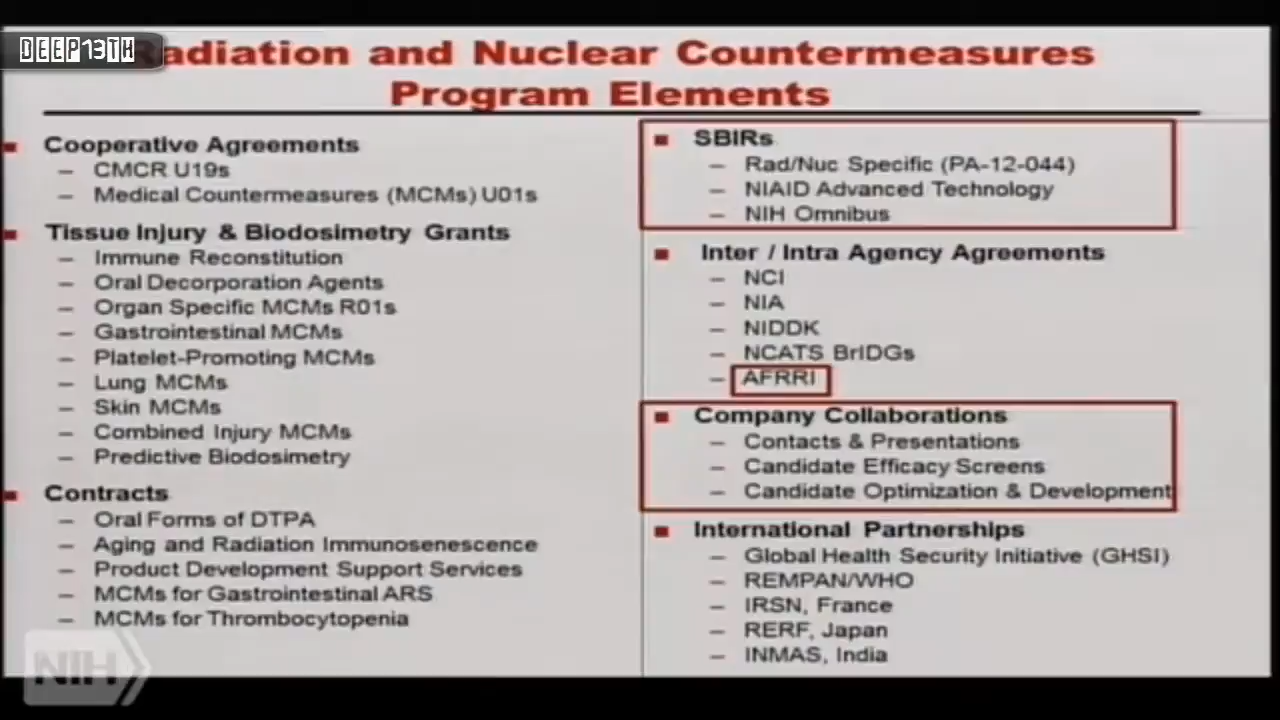 DEEP13TH
Radiation and Nuclear Countermeasures
Program Elements
Cooperative Agreements
– CMCR U19s
– Medical Countermeasures (MCMs) U01s
Tissue Injury & Biodosimetry Grants
– Immune Reconstitution
– Oral Decorporation Agents
– Organ Specific MCMs R01s
– Gastrointestinal MCMs
– Platelet-Promoting MCMs
– Lung MCMs
– Skin MCMs
– Combined Injury MCMs
– Predictive Biodosimetry
Contracts
– Oral Forms of DTPA
– Aging and Radiation Immunosenescence
– Product Development Support Services
– MCMs for Gastrointestinal ARS
– MCMs for Thrombocytopenia
SBIRs
– Rad/Nuc Specific (PA-12-044)
– NIAID Advanced Technology
– NIH Omnibus
Inter / Intra Agency Agreements
– NCI
– NIA
– NIDDK
– NCATS BrIDGs
– AFRRI
Company Collaborations
– Contacts & Presentations
– Candidate Efficacy Screens
– Candidate Optimization & Development
International Partnerships
– Global Health Security Initiative (GHSI)
– REMPAN/WHO
– IRSN, France
– RERF, Japan
– INMAS, India
NIH